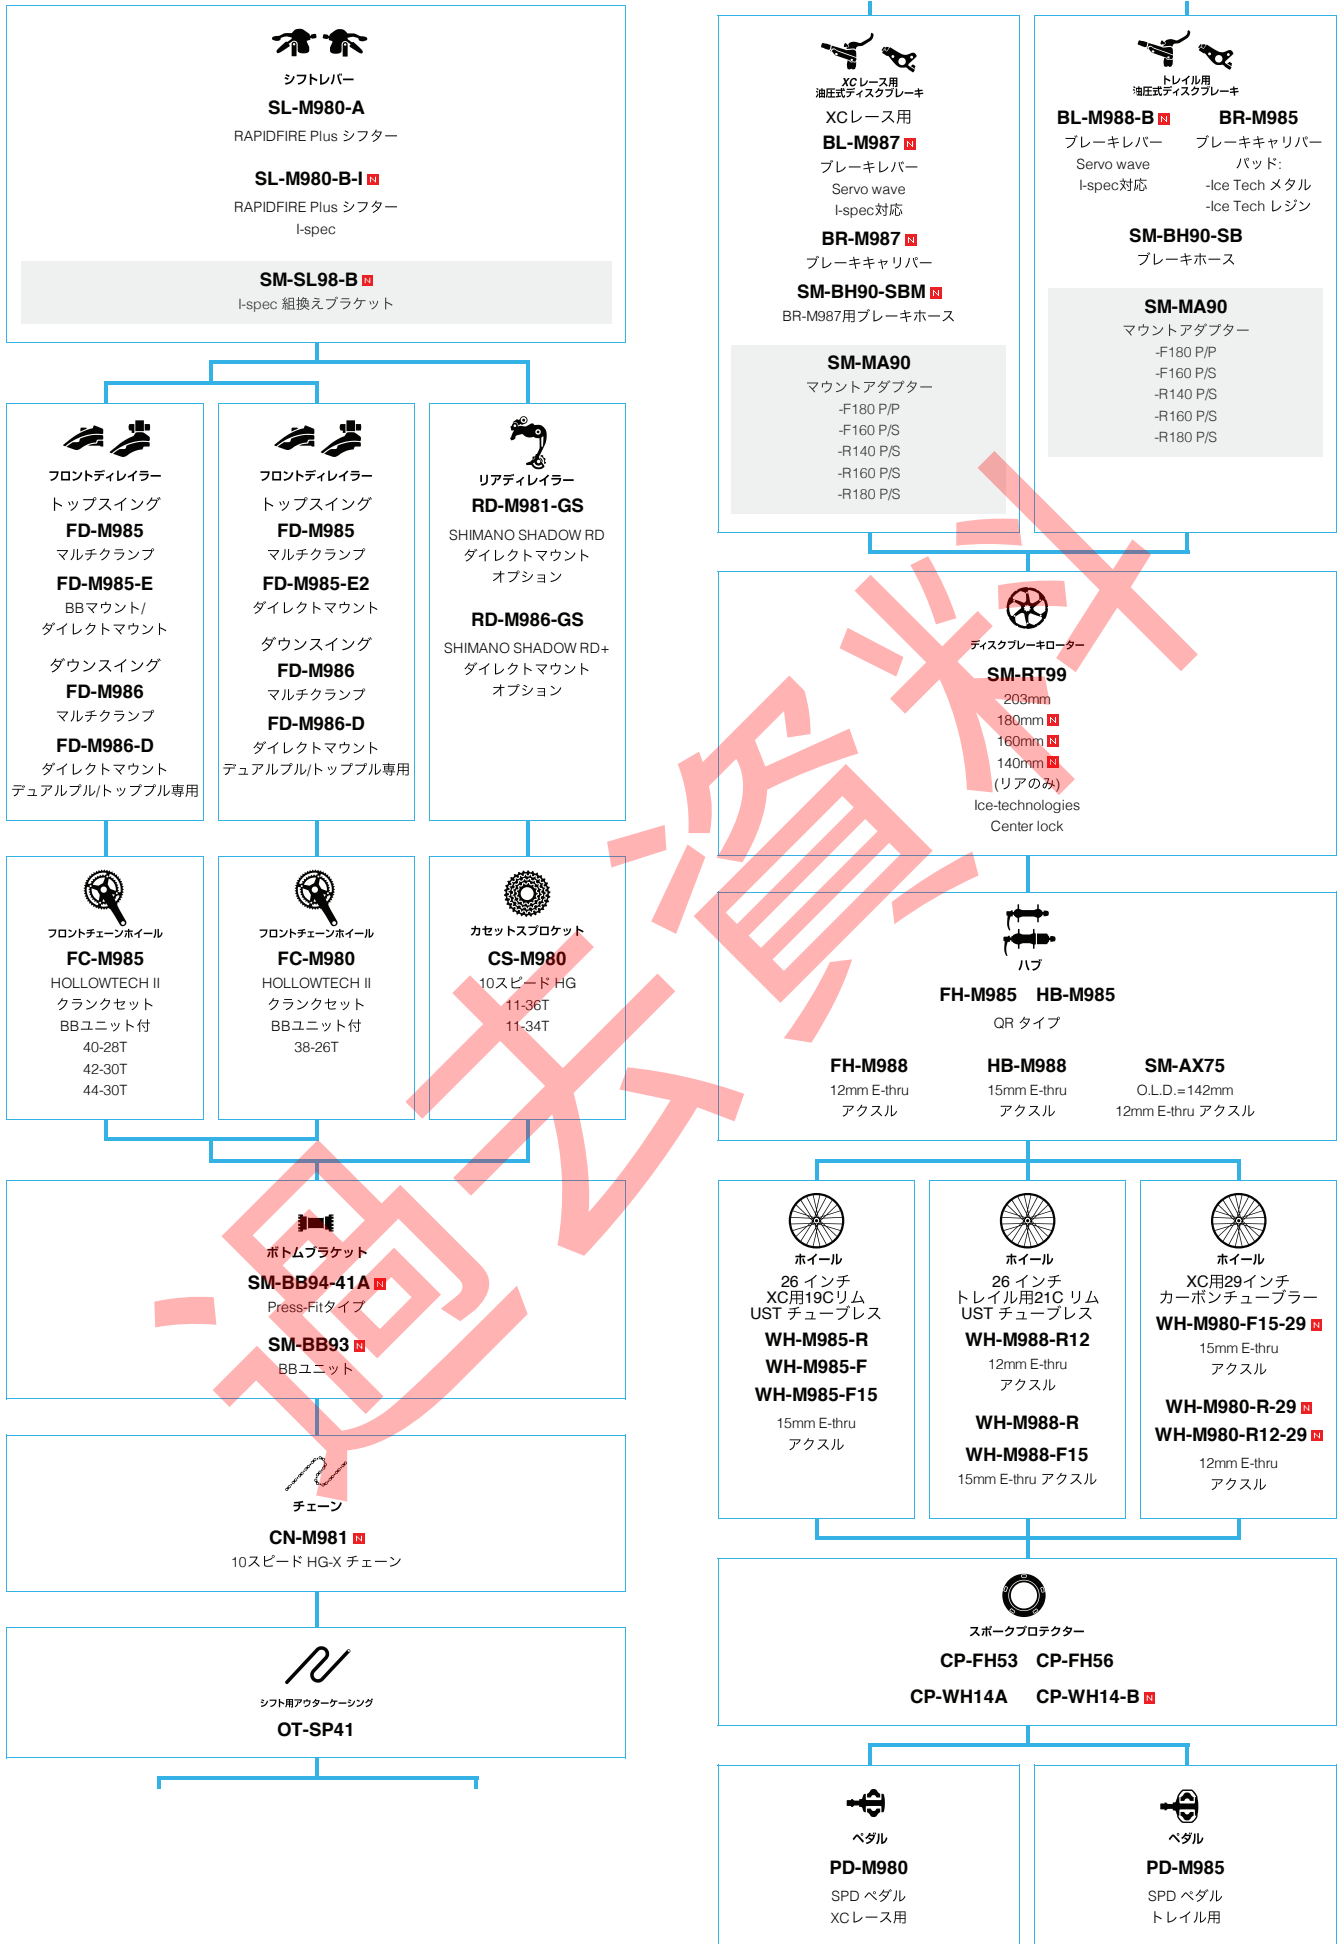 シフトレバー
SL-M980-A
RAPIDFIRE Plus シフター
SL-M980-B-I N
RAPIDFIRE Plus シフター
I-spec
SM-SL98-B N
I-spec 組換えブラケット
フロントディレイラー
トップスイング
FD-M985
マルチクランプ
FD-M985-E
BBマウント/
ダイレクトマウント
ダウンスイング
FD-M986
マルチクランプ
FD-M986-D
ダイレクトマウント
デュアルプル/トッププル専用
フロントディレイラー
トップスイング
FD-M985
マルチクランプ
FD-M985-E2
ダイレクトマウント
ダウンスイング
FD-M986
マルチクランプ
FD-M986-D
ダイレクトマウント
デュアルプル/トッププル専用
リアディレイラー
RD-M981-GS
SHIMANO SHADOW RD
ダイレクトマウント
オプション
RD-M986-GS
SHIMANO SHADOW RD+
ダイレクトマウント
オプション
フロントチェーンホイール
FC-M985
HOLLOWTECH II
クランクセット
BBユニット付
40-28T
42-30T
44-30T
フロントチェーンホイール
FC-M980
HOLLOWTECH II
クランクセット
BBユニット付
38-26T
カセットスプロケット
CS-M980
10スピード HG
11-36T
11-34T
ボトムブラケット
SM-BB94-41A N
Press-Fitタイプ
SM-BB93 N
BBユニット
チェーン
CN-M981 N
10スピード HG-X チェーン
シフト用アウターケーシング
OT-SP41
XCレース用
油圧式ディスクブレーキ
XCレース用
BL-M987 N
ブレーキレバー
Servo wave
I-spec対応
BR-M987 N
ブレーキキャリパー
SM-BH90-SBM N
BR-M987用ブレーキホース
SM-MA90
マウントアダプター
-F180 P/P
-F160 P/S
-R140 P/S
-R160 P/S
-R180 P/S
トレイル用
油圧式ディスクブレーキ
BL-M988-B N
ブレーキレバー
Servo wave
I-spec対応
BR-M985
ブレーキキャリパー
パッド:
-Ice Tech メタル
-Ice Tech レジン
SM-BH90-SB
ブレーキホース
SM-MA90
マウントアダプター
-F180 P/P
-F160 P/S
-R140 P/S
-R160 P/S
-R180 P/S
ディスクブレーキローター
SM-RT99
203mm
180mm N
160mm N
140mm N
(リアのみ)
Ice-technologies
Center lock
ハブ
FH-M985 HB-M985
QR タイプ
FH-M988
12mm E-thru
アクスル
HB-M988
15mm E-thru
アクスル
SM-AX75
O.L.D.=142mm
12mm E-thru アクスル
ホイール
26 インチ
XC用19Cリム
UST チューブレス
WH-M985-R
WH-M985-F
WH-M985-F15
15mm E-thru
アクスル
ホイール
26 インチ
トレイル用21C リム
UST チューブレス
WH-M988-R12
12mm E-thru
アクスル
WH-M988-R
WH-M988-F15
15mm E-thru アクスル
ホイール
XC用29インチ
カーボンチューブラー
WH-M980-F15-29 N
15mm E-thru
アクスル
WH-M980-R-29 N
WH-M980-R12-29 N
12mm E-thru
アクスル
スポークプロテクター
CP-FH53 CP-FH56
CP-WH14A CP-WH14-B N
ペダル
PD-M980
SPD ペダル
XCレース用
ペダル
PD-M985
SPD ペダル
トレイル用
過去資料